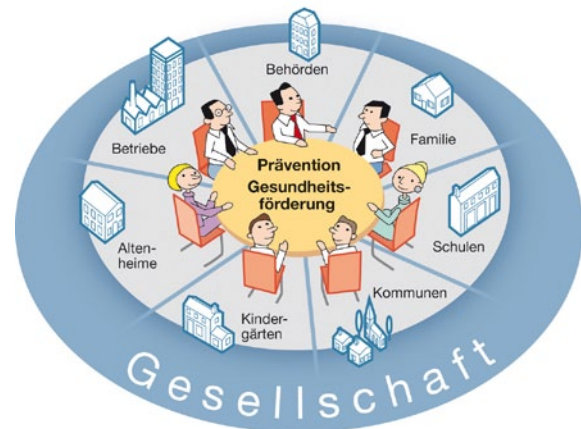 Behörden
Betriebe
Familie
Prävention
Gesundheits-
förderung
Alten-
heime
Schulen
Kinder-
gärten
Kommunen
Gesellschaft